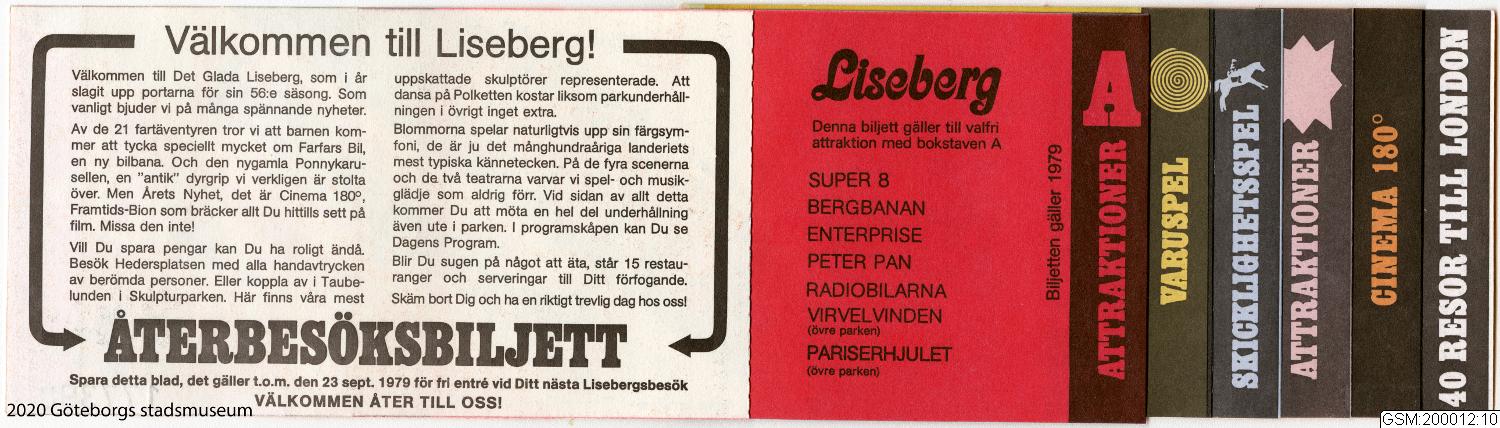 Välkommen till Liseberg!
Välkommen till Det Glada Liseberg, som i år
slagit upp portarna för sin 56:e säsong. Som
vanligt bjuder vi på många spännande nyheter.
Av de 21 fartäventyren tror vi att barnen kom-
mer att tycka speciellt mycket om Farfars Bil,
en ny bilbana. Och den nygamla Ponnykaru-
sellen, en "antik" dyrgrip vi verkligen är stolta
över. Men Årets Nyhet, det är Cinema 180°,
Framtids-Bion som bräcker allt Du hittills sett på
film. Missa den inte!
Vill Du spara pengar kan Du ha roligt ändå.
Besök Hedersplatsen med alla handavtrycken
av berömda personer. Eller koppla av i Taube-
lunden i Skulpturparken. Här finns våra mest
uppskattade skulptörer representerade. Att
dansa på Polketten kostar liksom parkunderhåll-
ningen i övrigt inget extra.
Blommorna spelar naturligtvis upp sin färgsym-
foni, de är ju det månghundraåriga landeriets
mest typiska kännetecken. På de fyra scenerna
och de två teatrarna varvar vi spel- och musik-
glädje som aldrig förr. Vid sidan av allt detta
kommer Du att möta en hel del underhållning
även ute i parken. I programskåpen kan Du se
Dagens Program.
Blir Du sugen på något att äta, står 15 restau-
ranger och serveringar till Ditt förfogande.
Skäm bort Dig och ha en riktigt trevlig dag hos oss!
ÅTERBESÖKSBILJETT
Spara detta blad, det gäller t.o.m. den 23 sept. 1979 för fri entré vid Ditt nästa Lisebergsbesök
VÄLKOMMEN ÅTER TILL OSS!
2020 Göteborgs stadsmuseum
Liseberg
Denna biljett gäller till valfri
attraktion med bokstaven A
SUPER 8
BERGBANAN
ENTERPRISE
PETER PAN
RADIOBILARNA
VIRVELVINDEN
(övre parken)
PARISERHJULET
(övre parken)
Biljetten gäller 1979
A
ATTRAKTIONER
VARUSPEL
SKICKLIGHETSSPEL
ATTRAKTIONER
CINEMA 180°
40 RESOR TILL LONDON
GSM:200012:10